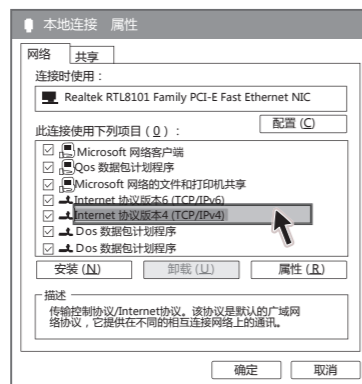 本地连接 属性
网络 共享
连接时使用：
Realtek RTL8101 Family PCI-E Fast Ethernet NIC
配置 (C)
此连接使用下列项目 ( 0 ) ：
Microsoft 网络客户端
Qos 数据包计划程序
Microsoft 网络的文件和打印机共享
Internet 协议版本6 (TCP/IPv6)
Internet 协议版本4 (TCP/IPv4)
Dos 数据包计划程序
Dos 数据包计划程序
安装 (N) 卸载 (U) 属性 (R)
描述
传输控制协议/Internet协议。该协议是默认的广域网
络协议，它提供在不同的相互连接网络上的通讯。
确定 取消